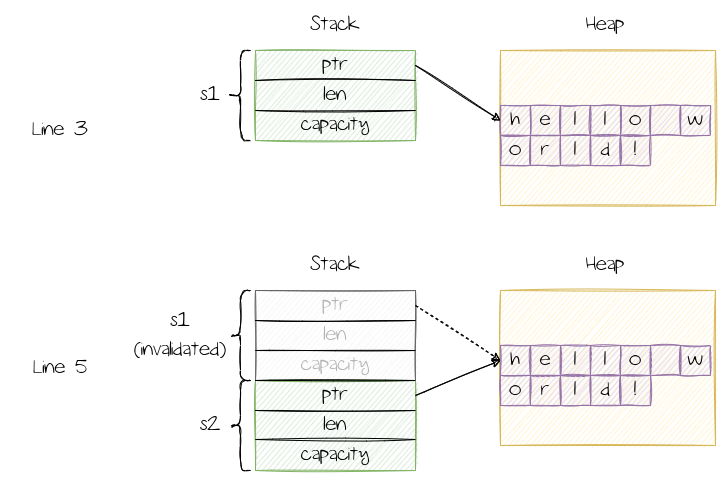 Stack Heap
ptr
s1 len
capacity
Line 3
h e l l o w
o r l d !
Stack Heap
ptr
s1 len
(invalidated) capacity
Line 5
ptr
s2 len
capacity
h e l l o w
o r l d !